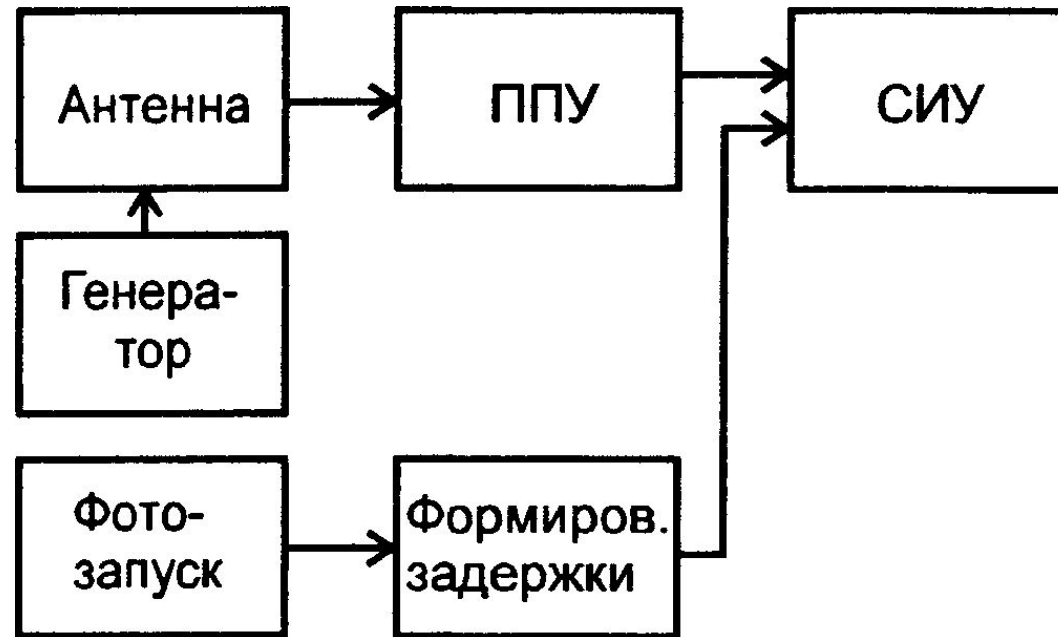 Антенна
ППУ
СИУ
Генера-
тор
Фото-
запуск
Формиров.
задержки